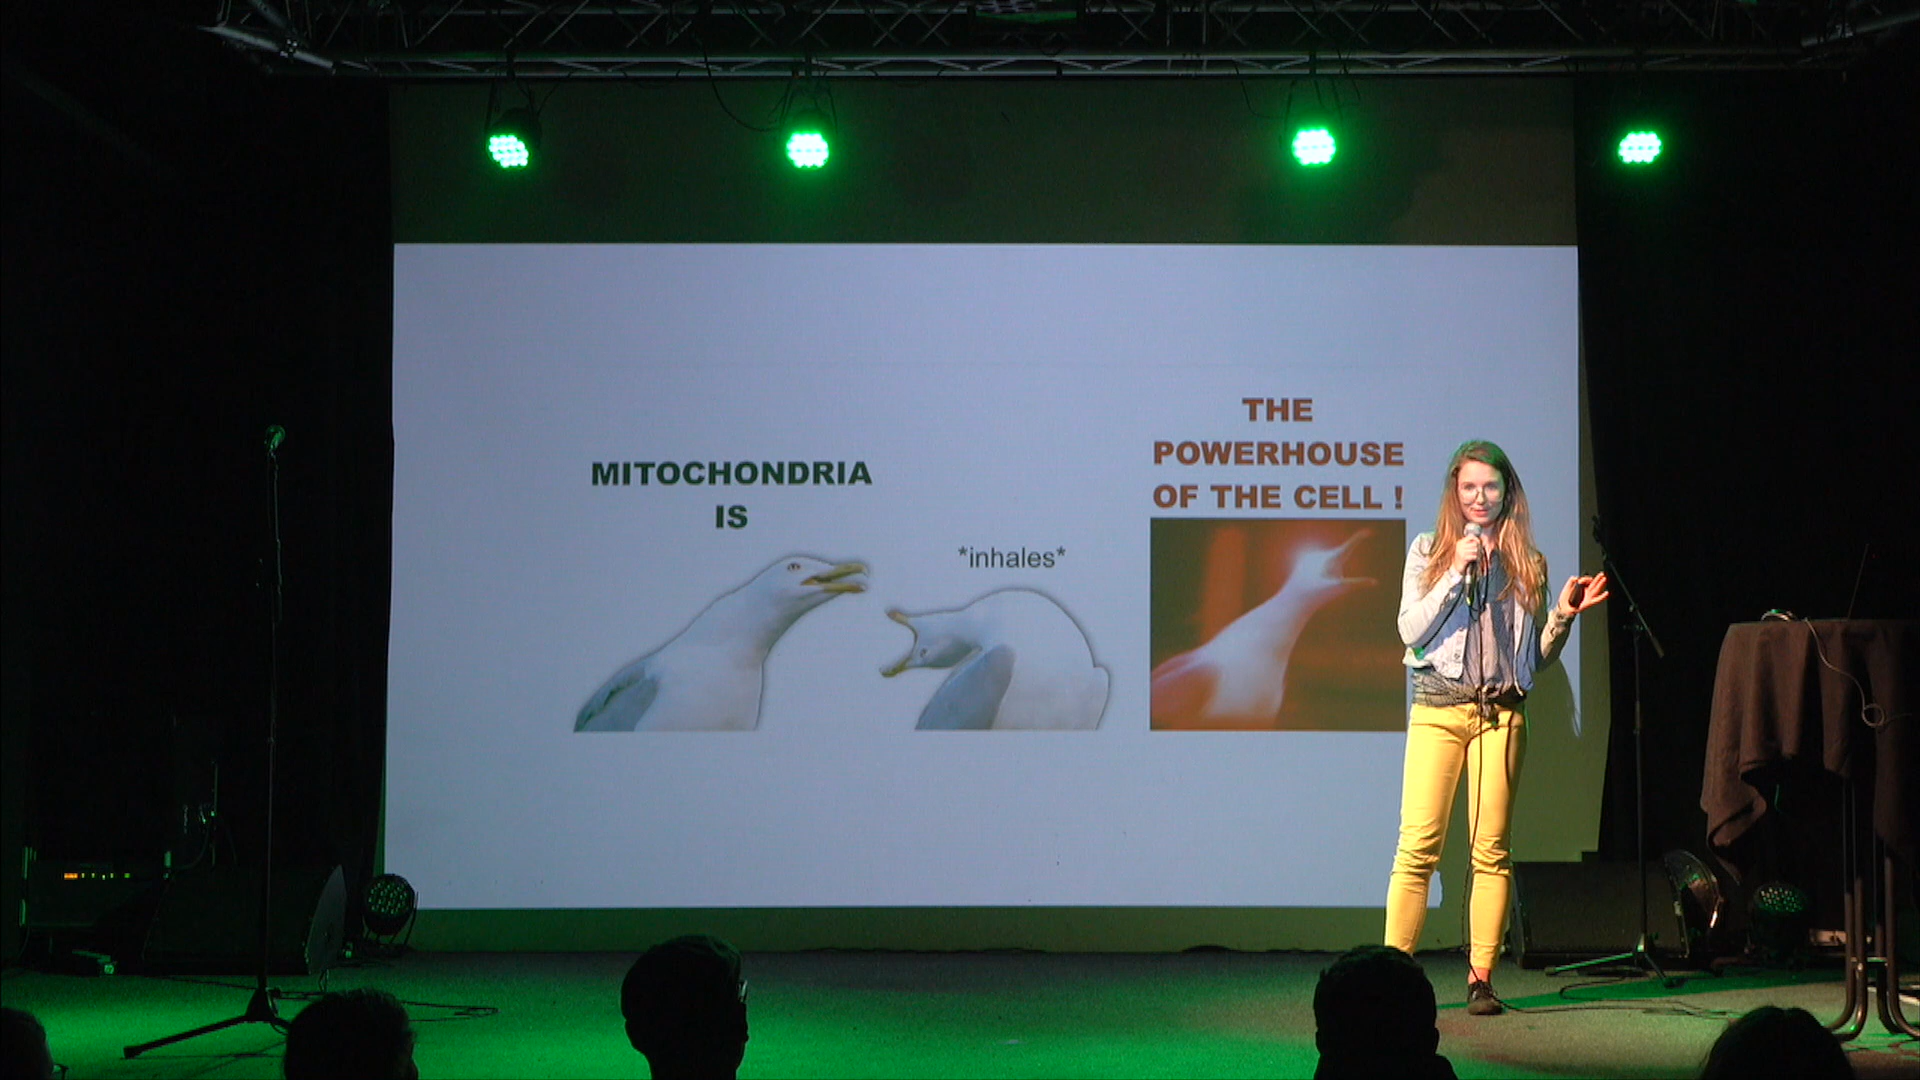 MITOCHONDRIA
IS
*inhales*
THE
POWERHOUSE
OF THE CELL !